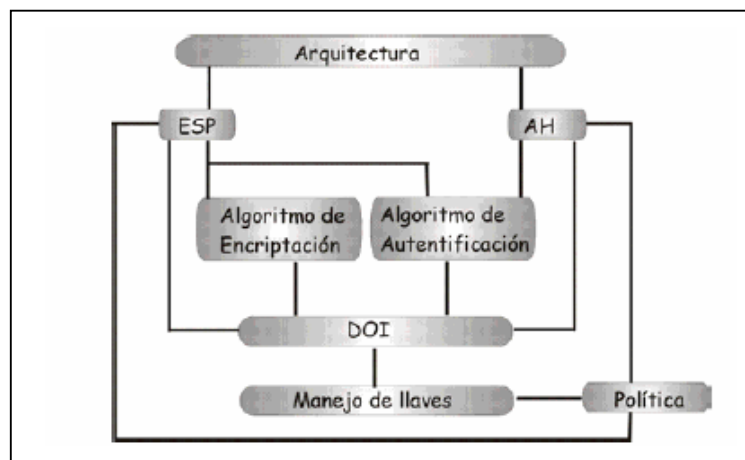 Arquitectura
ESP
AH
Algoritmo de
Encriptación
Algoritmo de
Autentificación
DOI
Manejo de llaves
Política